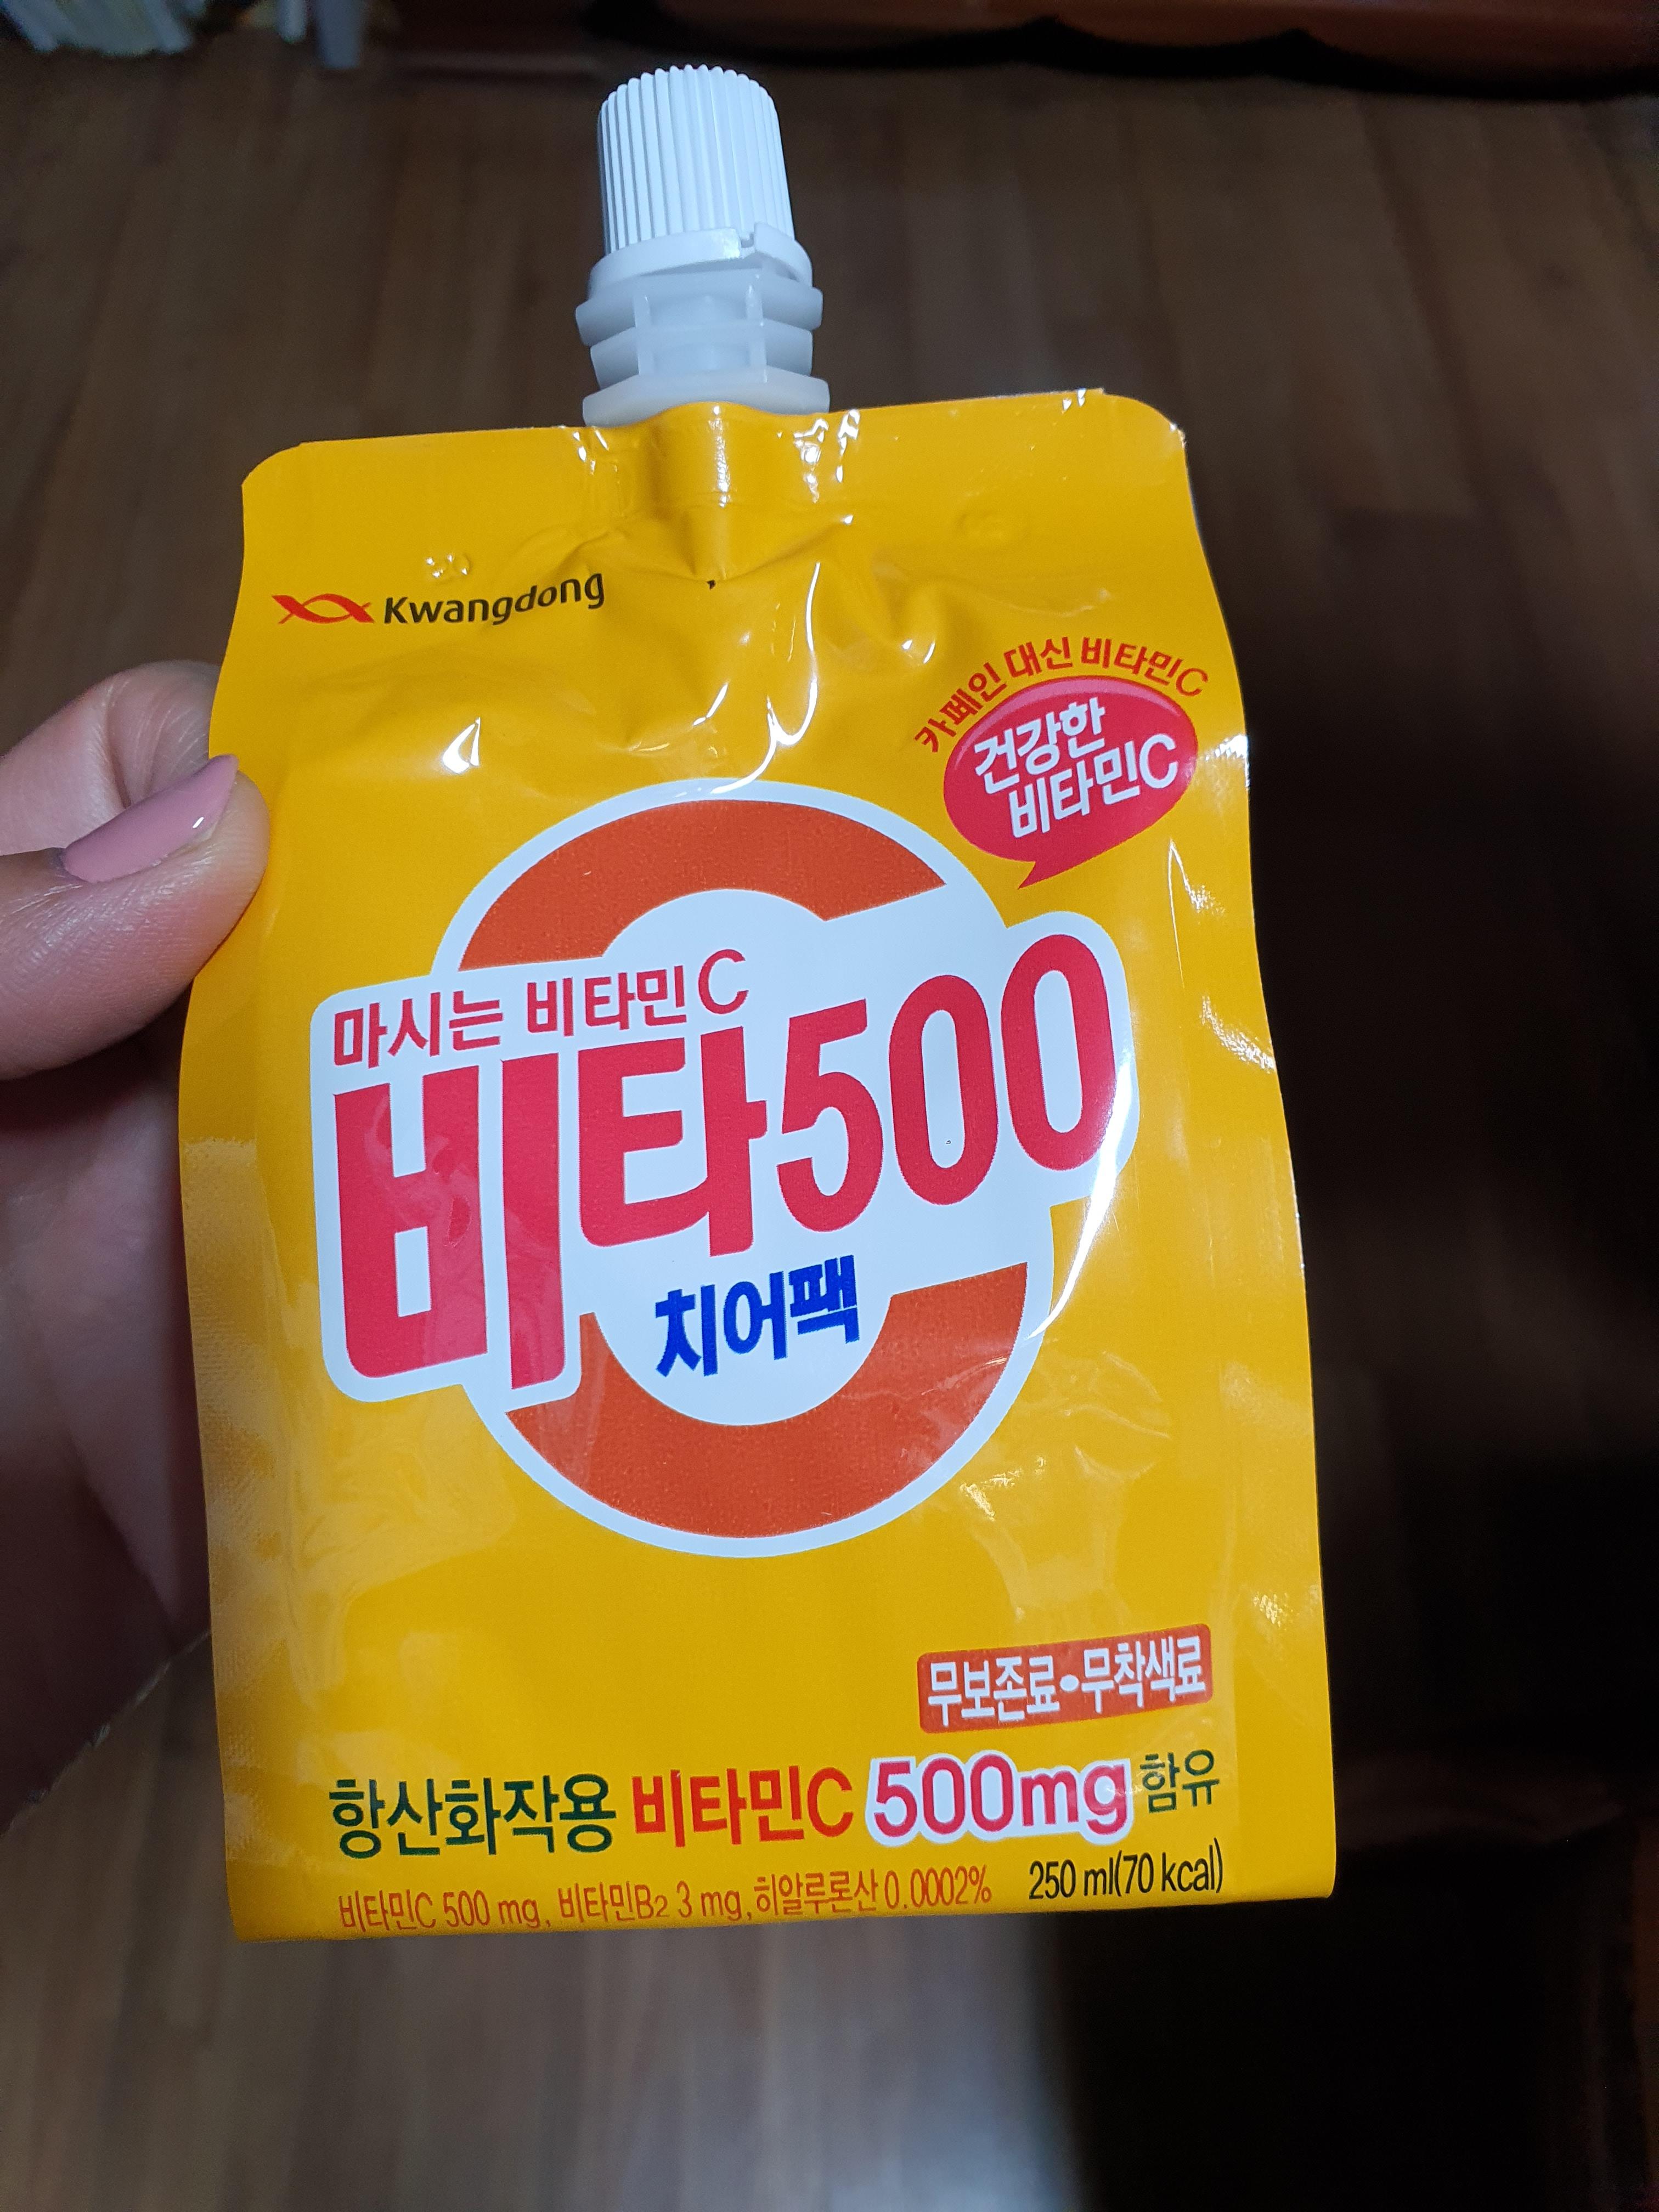 Kwangdong
카페인 대신 비타민C
건강한
비타민C
마시는 비타민C
비타500
치어팩
무보존료•무착색료
항산화작용 비타민C 500mg 함유
비타민C 500 mg, 비타민B2 3 mg, 히알루론산 0.0002% 250 ml(70 kcal)